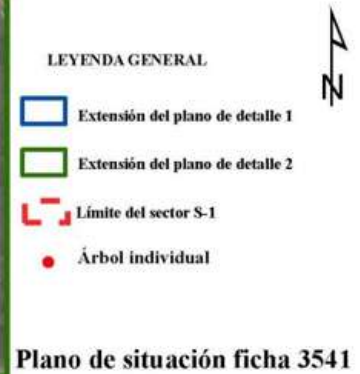 N
LEYENDA GENERAL
Extensión del plano de detalle 1
Extensión del plano de detalle 2
Límite del sector S-1
Árbol individual
Plano de situación ficha 3541